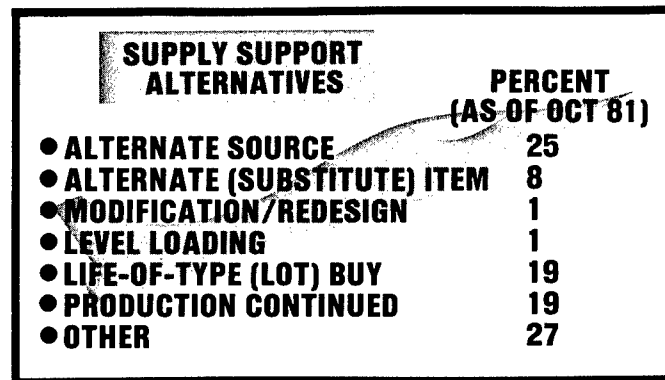 SUPPLY SUPPORT
ALTERNATIVES
PERCENT
(AS OF OCT 81)
● ALTERNATE SOURCE 25
● ALTERNATE (SUBSTITUTE) ITEM 8
● MODIFICATION/REDESIGN 1
● LEVEL LOADING 1
● LIFE-OF-TYPE (LOT) BUY 19
● PRODUCTION CONTINUED 19
● OTHER 27